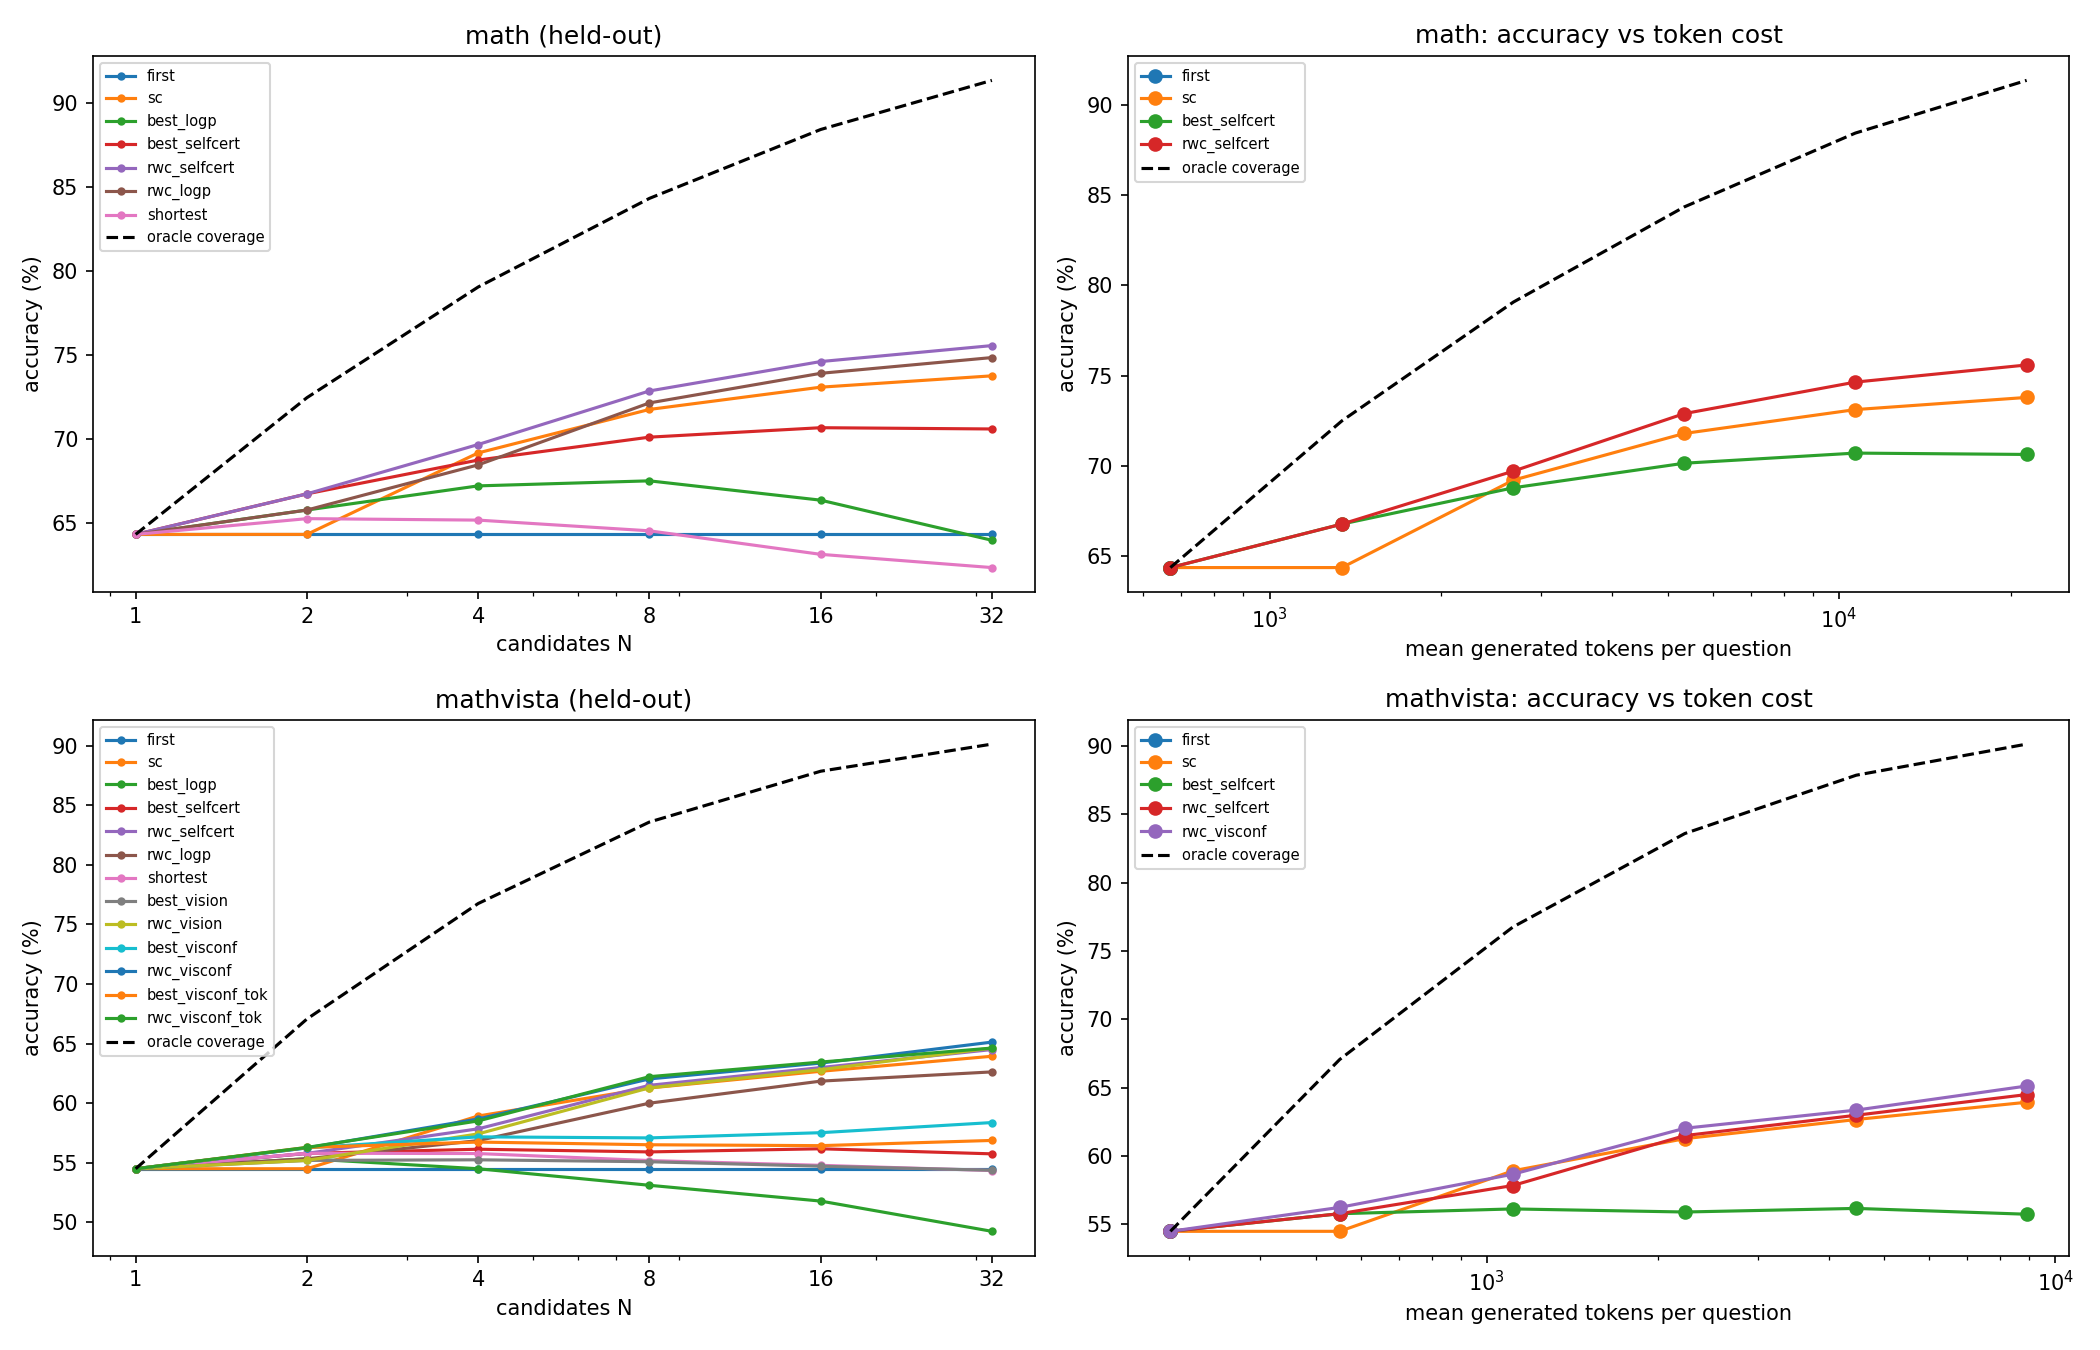 math (held-out)
accuracy (%)
90
85
80
75
70
65
first
sc
best_logp
best_selfcert
rwc_selfcert
rwc_logp
shortest
oracle coverage
1 2 4 8 16 32
candidates N
math: accuracy vs token cost
accuracy (%)
90
85
80
75
70
65
first
sc
best_selfcert
rwc_selfcert
oracle coverage
10³ 10⁴
mean generated tokens per question
mathvista (held-out)
accuracy (%)
90
85
80
75
70
65
60
55
50
first
sc
best_logp
best_selfcert
rwc_selfcert
rwc_logp
shortest
best_vision
rwc_vision
best_visconf
rwc_visconf
best_visconf_tok
rwc_visconf_tok
oracle coverage
1 2 4 8 16 32
candidates N
mathvista: accuracy vs token cost
accuracy (%)
90
85
80
75
70
65
60
55
first
sc
best_selfcert
rwc_selfcert
rwc_visconf
oracle coverage
10³ 10⁴
mean generated tokens per question